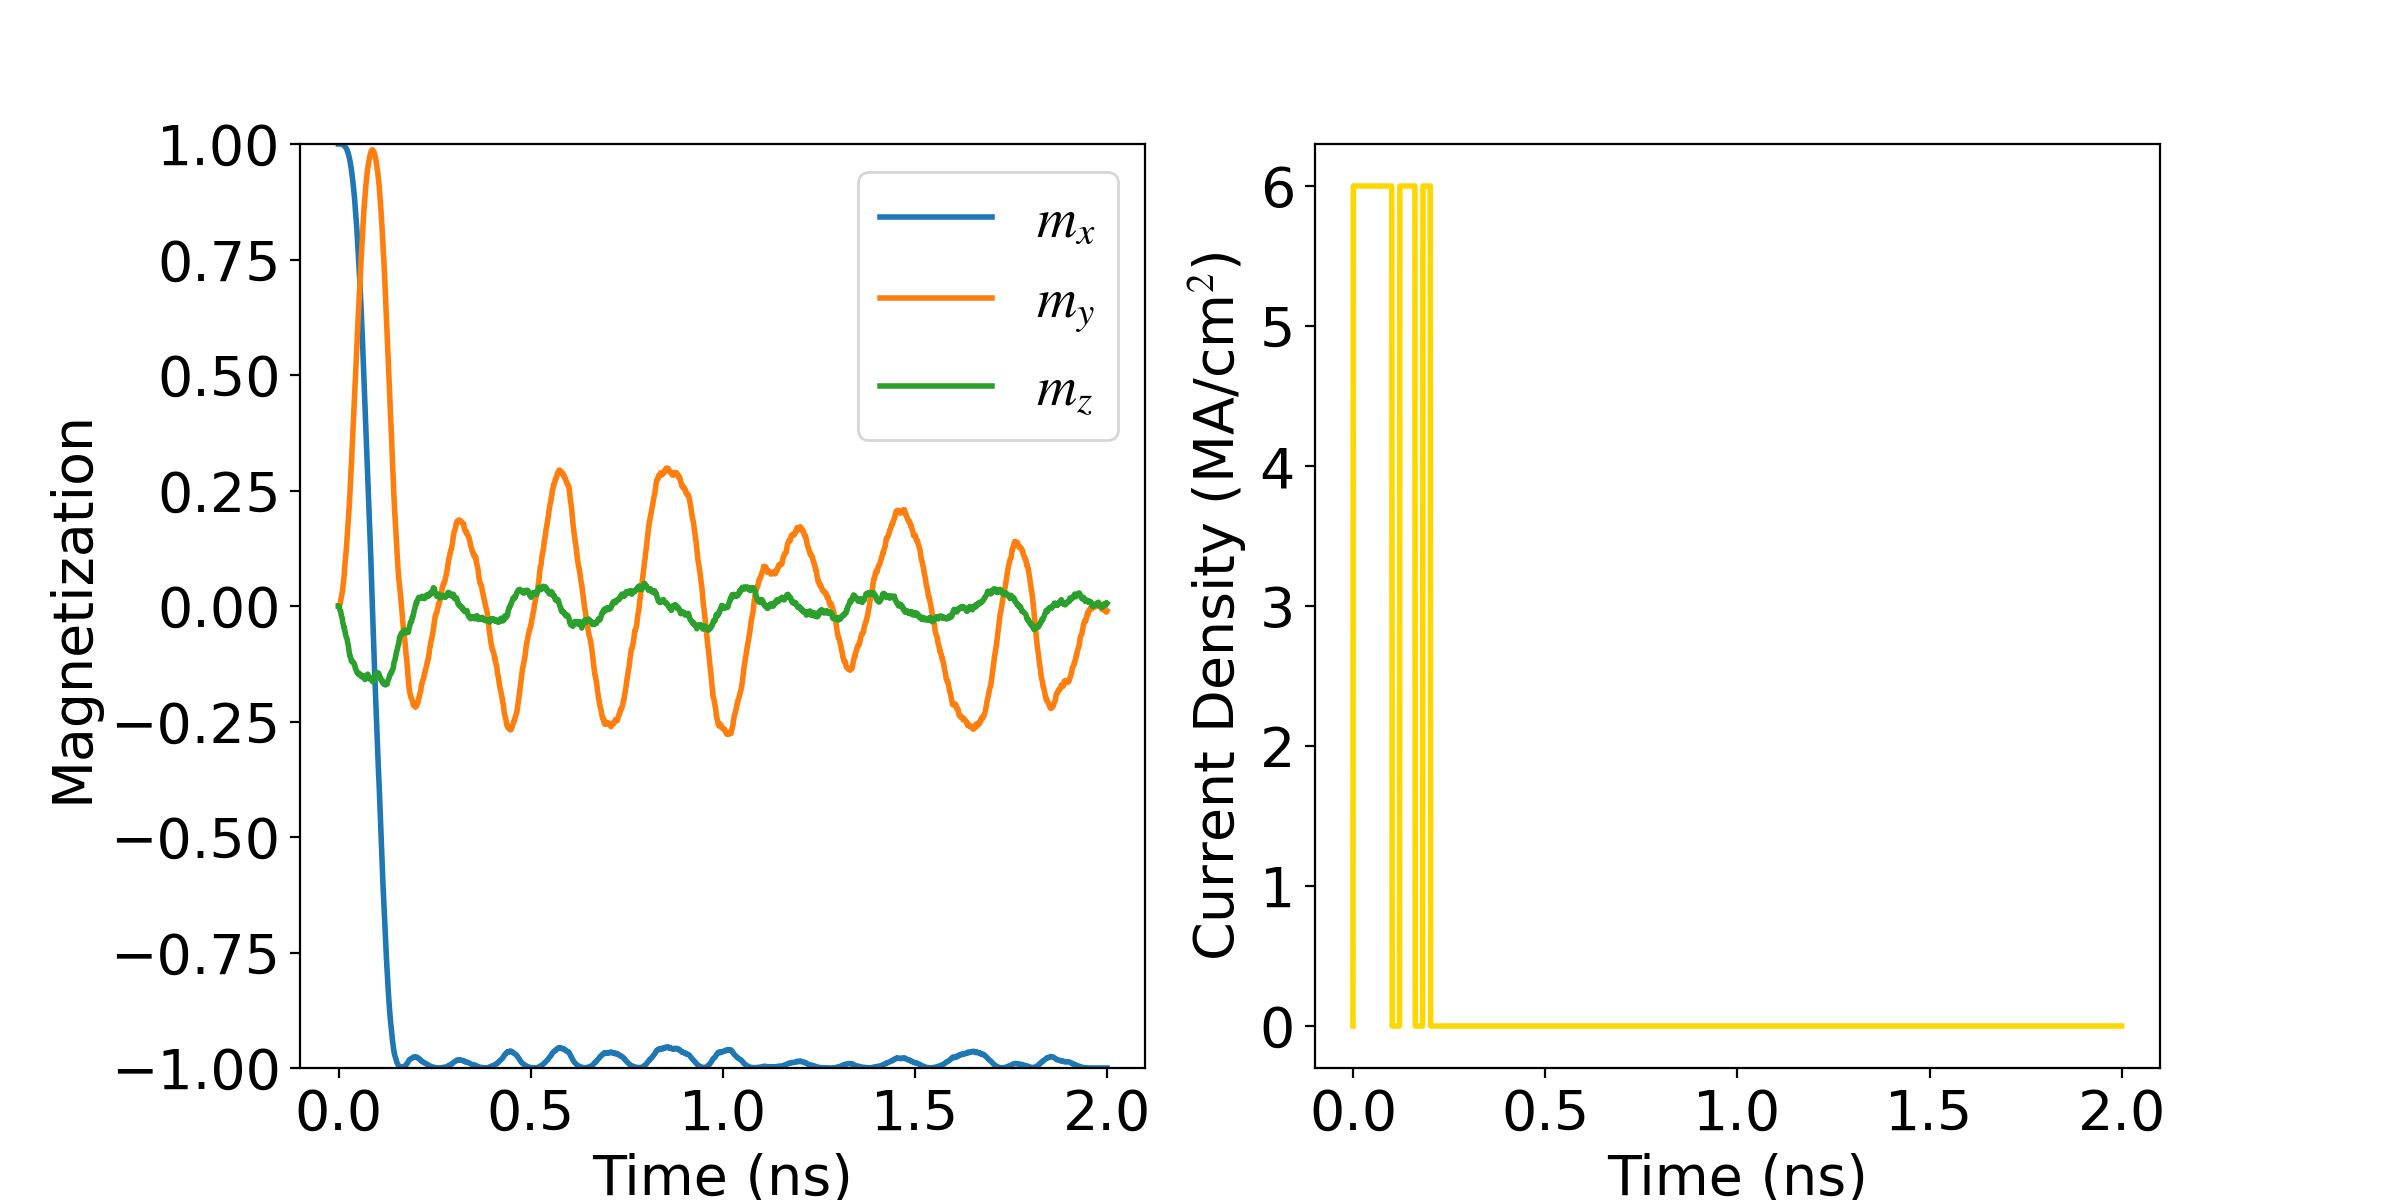 1.00
0.75
0.50
0.25
0.00
−0.25
−0.50
−0.75
−1.00
Magnetization
0.0 0.5 1.0 1.5 2.0
Time (ns)
m_x
m_y
m_z
6
5
4
3
2
1
0
Current Density (MA/cm²)
0.0 0.5 1.0 1.5 2.0
Time (ns)